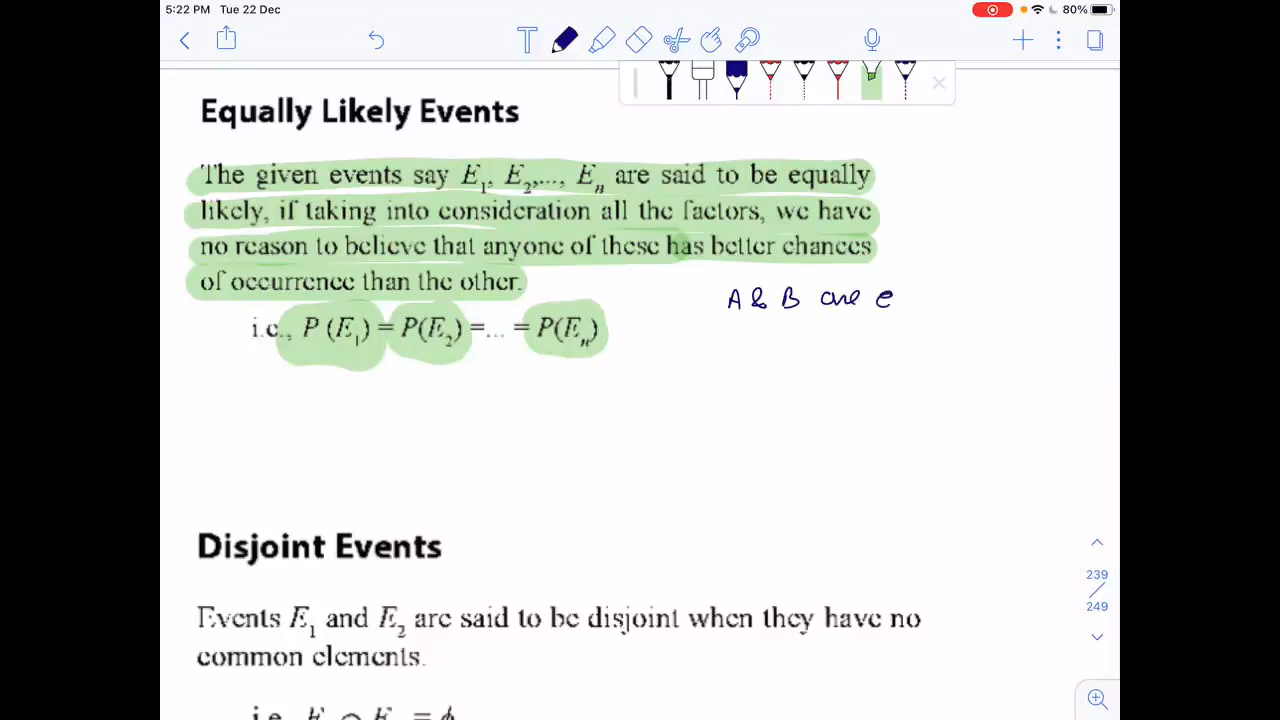 5:22 PM Tue 22 Dec
80%
T
Equally Likely Events
The given events say E₁, E₂,..., Eₙ are said to be equally
likely, if taking into consideration all the factors, we have
no reason to believe that anyone of these has better chances
of occurrence than the other.
A & B are e
i.e., P (E₁) = P(E₂) =... = P(Eₙ)
Disjoint Events
239
/
249
Events E₁ and E₂ are said to be disjoint when they have no
common elements.
i.e. E ∩ E = ϕ